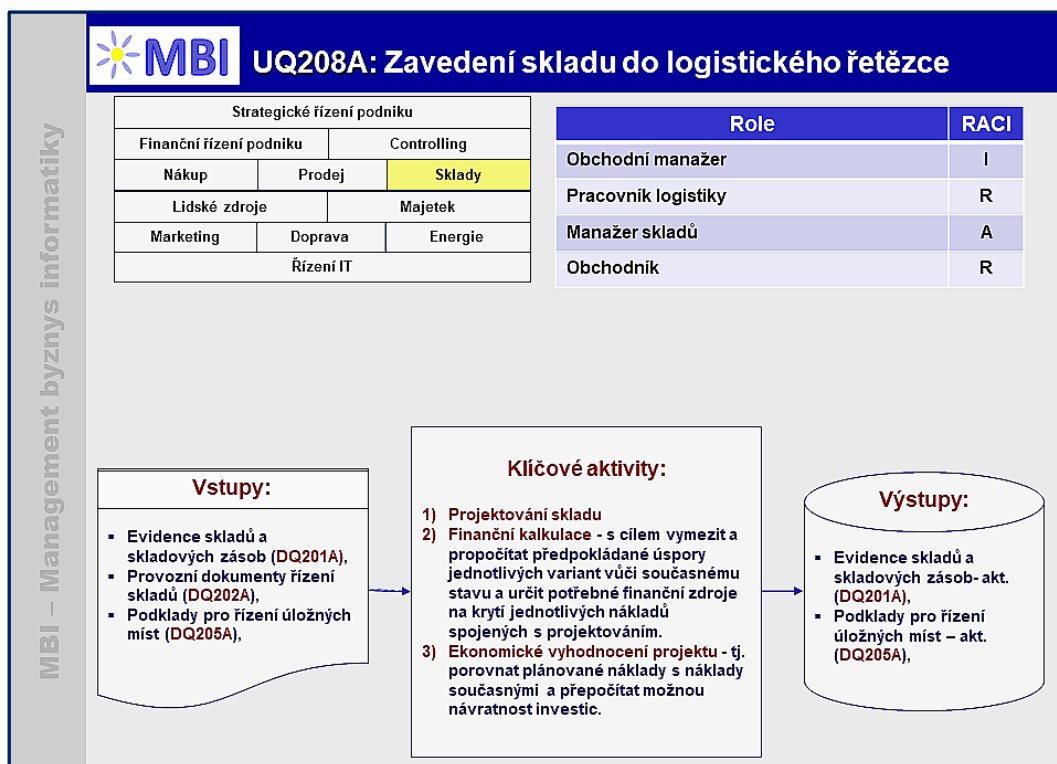 MBI UQ208A: Zavedení skladu do logistického řetězce
MBI – Management byznys informatiky
Strategické řízení podniku
Finanční řízení podniku Controlling
Nákup Prodej Sklady
Lidské zdroje Majetek
Marketing Doprava Energie
Řízení IT
Role RACI
Obchodní manažer I
Pracovník logistiky R
Manažer skladů A
Obchodník R
Vstupy:
▪ Evidence skladů a
skladových zásob (DQ201A),
▪ Provozní dokumenty řízení
skladů (DQ202A),
▪ Podklady pro řízení úložných
míst (DQ205A),
Klíčové aktivity:
1) Projektování skladu
2) Finanční kalkulace - s cílem vymezit a
propočítat předpokládané úspory
jednotlivých variant vůči současnému
stavu a určit potřebné finanční zdroje
na krytí jednotlivých nákladů
spojených s projektováním.
3) Ekonomické vyhodnocení projektu - tj.
porovnat plánované náklady s náklady
současnými a přepočítat možnou
návratnost investic.
Výstupy:
▪ Evidence skladů a
skladových zásob- akt.
(DQ201A),
▪ Podklady pro řízení
úložných míst – akt.
(DQ205A),